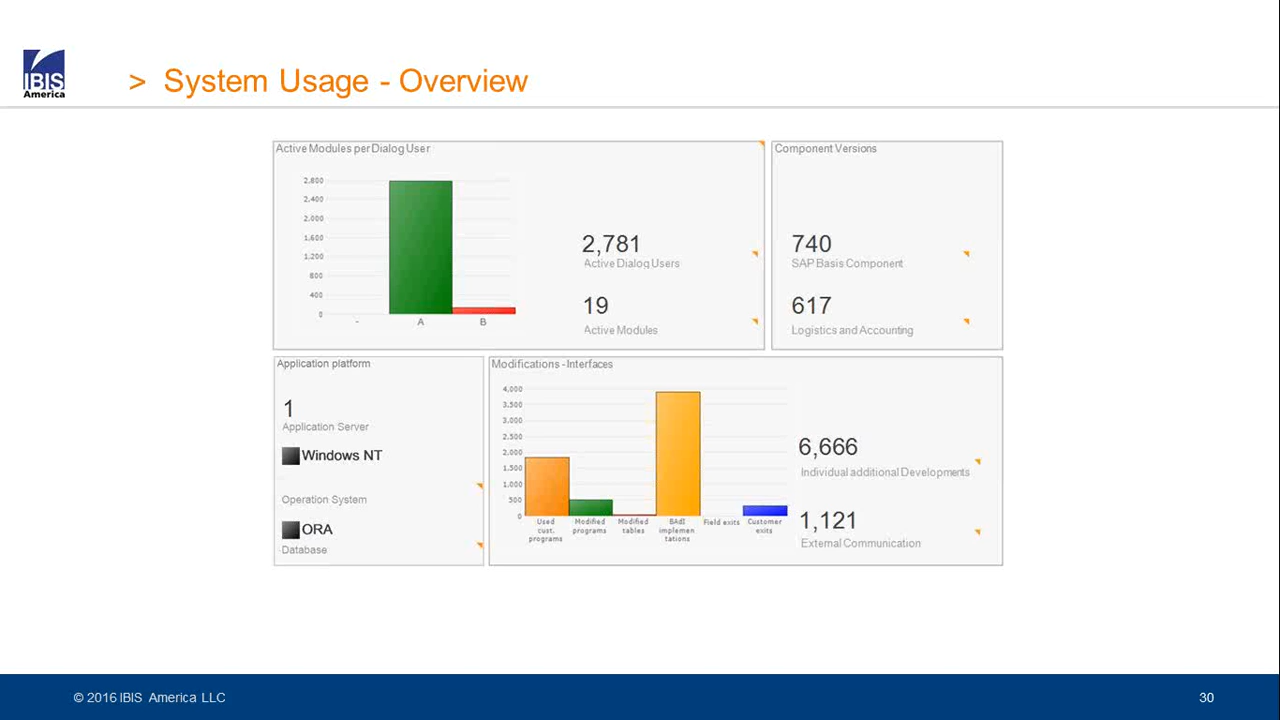 IBIS
America
> System Usage - Overview
Active Modules per Dialog User
2,800
2,400
2,000
1,600
1,200
800
400
0
-
A
B
2,781
Active Dialog Users
19
Active Modules
Component Versions
740
SAP Basis Component
617
Logistics and Accounting
Application platform
1
Application Server
Windows NT
Operation System
ORA
Database
Modifications - Interfaces
4,000
3,500
3,000
2,500
2,000
1,500
1,000
500
0
Used
cust.
programs
Modified
programs
Modified
tables
BAdI
implemen
tations
Field exits
Customer
exits
6,666
Individual additional Developments
1,121
External Communication
© 2016 IBIS America LLC
30